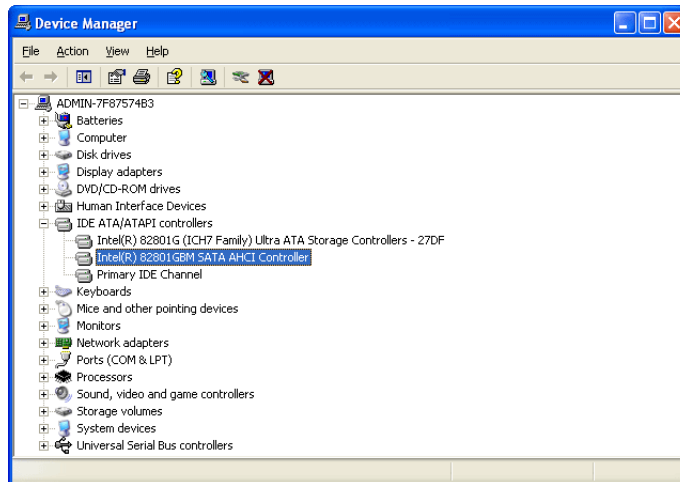 Device Manager
File Action View Help
ADMIN-7F87574B3
Batteries
Computer
Disk drives
Display adapters
DVD/CD-ROM drives
Human Interface Devices
IDE ATA/ATAPI controllers
Intel(R) 82801G (ICH7 Family) Ultra ATA Storage Controllers - 27DF
Intel(R) 82801GBM SATA AHCI Controller
Primary IDE Channel
Keyboards
Mice and other pointing devices
Monitors
Network adapters
Ports (COM & LPT)
Processors
Sound, video and game controllers
Storage volumes
System devices
Universal Serial Bus controllers